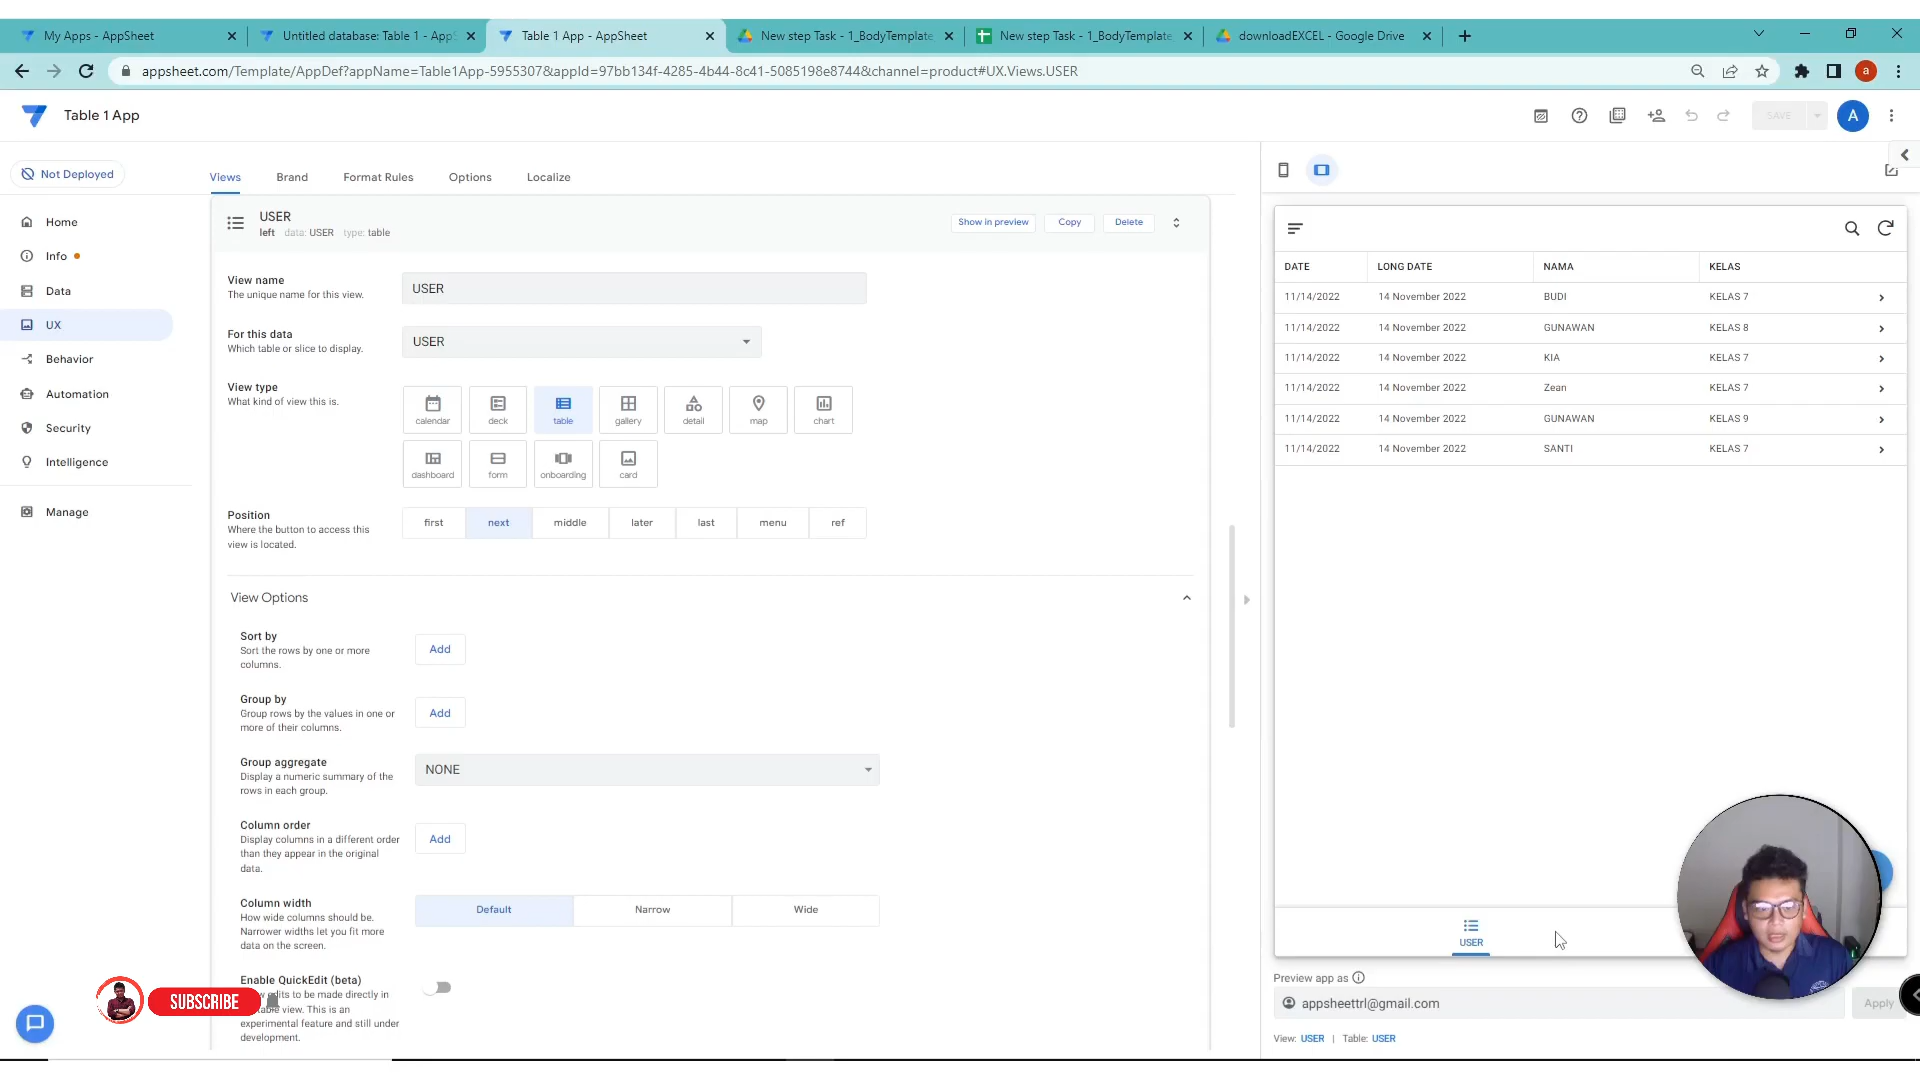 My Apps - AppSheet
Untitled database: Table 1 - AppS
Table 1 App - AppSheet
New step Task - 1_BodyTemplate
New step Task - 1_BodyTemplate
downloadEXCEL - Google Drive
appsheet.com/Template/AppDef?appName=Table1App-5955307&appId=97bb134f-4285-4b44-8c41-5085198e8744&channel=product#UX.Views.USER
a
Table 1 App
SAVE
A
Not Deployed
Views
Brand
Format Rules
Options
Localize
Home
Info
Data
UX
Behavior
Automation
Security
Intelligence
Manage
USER
left data: USER type: table
Show in preview
Copy
Delete
View name
The unique name for this view.
USER
For this data
Which table or slice to display.
USER
View type
What kind of view this is.
calendar
deck
table
gallery
detail
map
chart
dashboard
form
onboarding
card
Position
Where the button to access this
view is located.
first
next
middle
later
last
menu
ref
View Options
Sort by
Sort the rows by one or more
columns.
Add
Group by
Group rows by the values in one or
more of their columns.
Add
Group aggregate
Display a numeric summary of the
rows in each group.
NONE
Column order
Display columns in a different order
than they appear in the original
data.
Add
Column width
How wide columns should be.
Narrower widths let you fit more
data on the screen.
Default
Narrow
Wide
Enable QuickEdit (beta)
edits to be made directly in
table view. This is an
experimental feature and still under
development.
SUBSCRIBE
DATE LONG DATE NAMA KELAS
11/14/2022 14 November 2022 BUDI KELAS 7
11/14/2022 14 November 2022 GUNAWAN KELAS 8
11/14/2022 14 November 2022 KIA KELAS 7
11/14/2022 14 November 2022 Zean KELAS 7
11/14/2022 14 November 2022 GUNAWAN KELAS 9
11/14/2022 14 November 2022 SANTI KELAS 7
USER
Preview app as
appsheettrl@gmail.com
Apply
View: USER | Table: USER